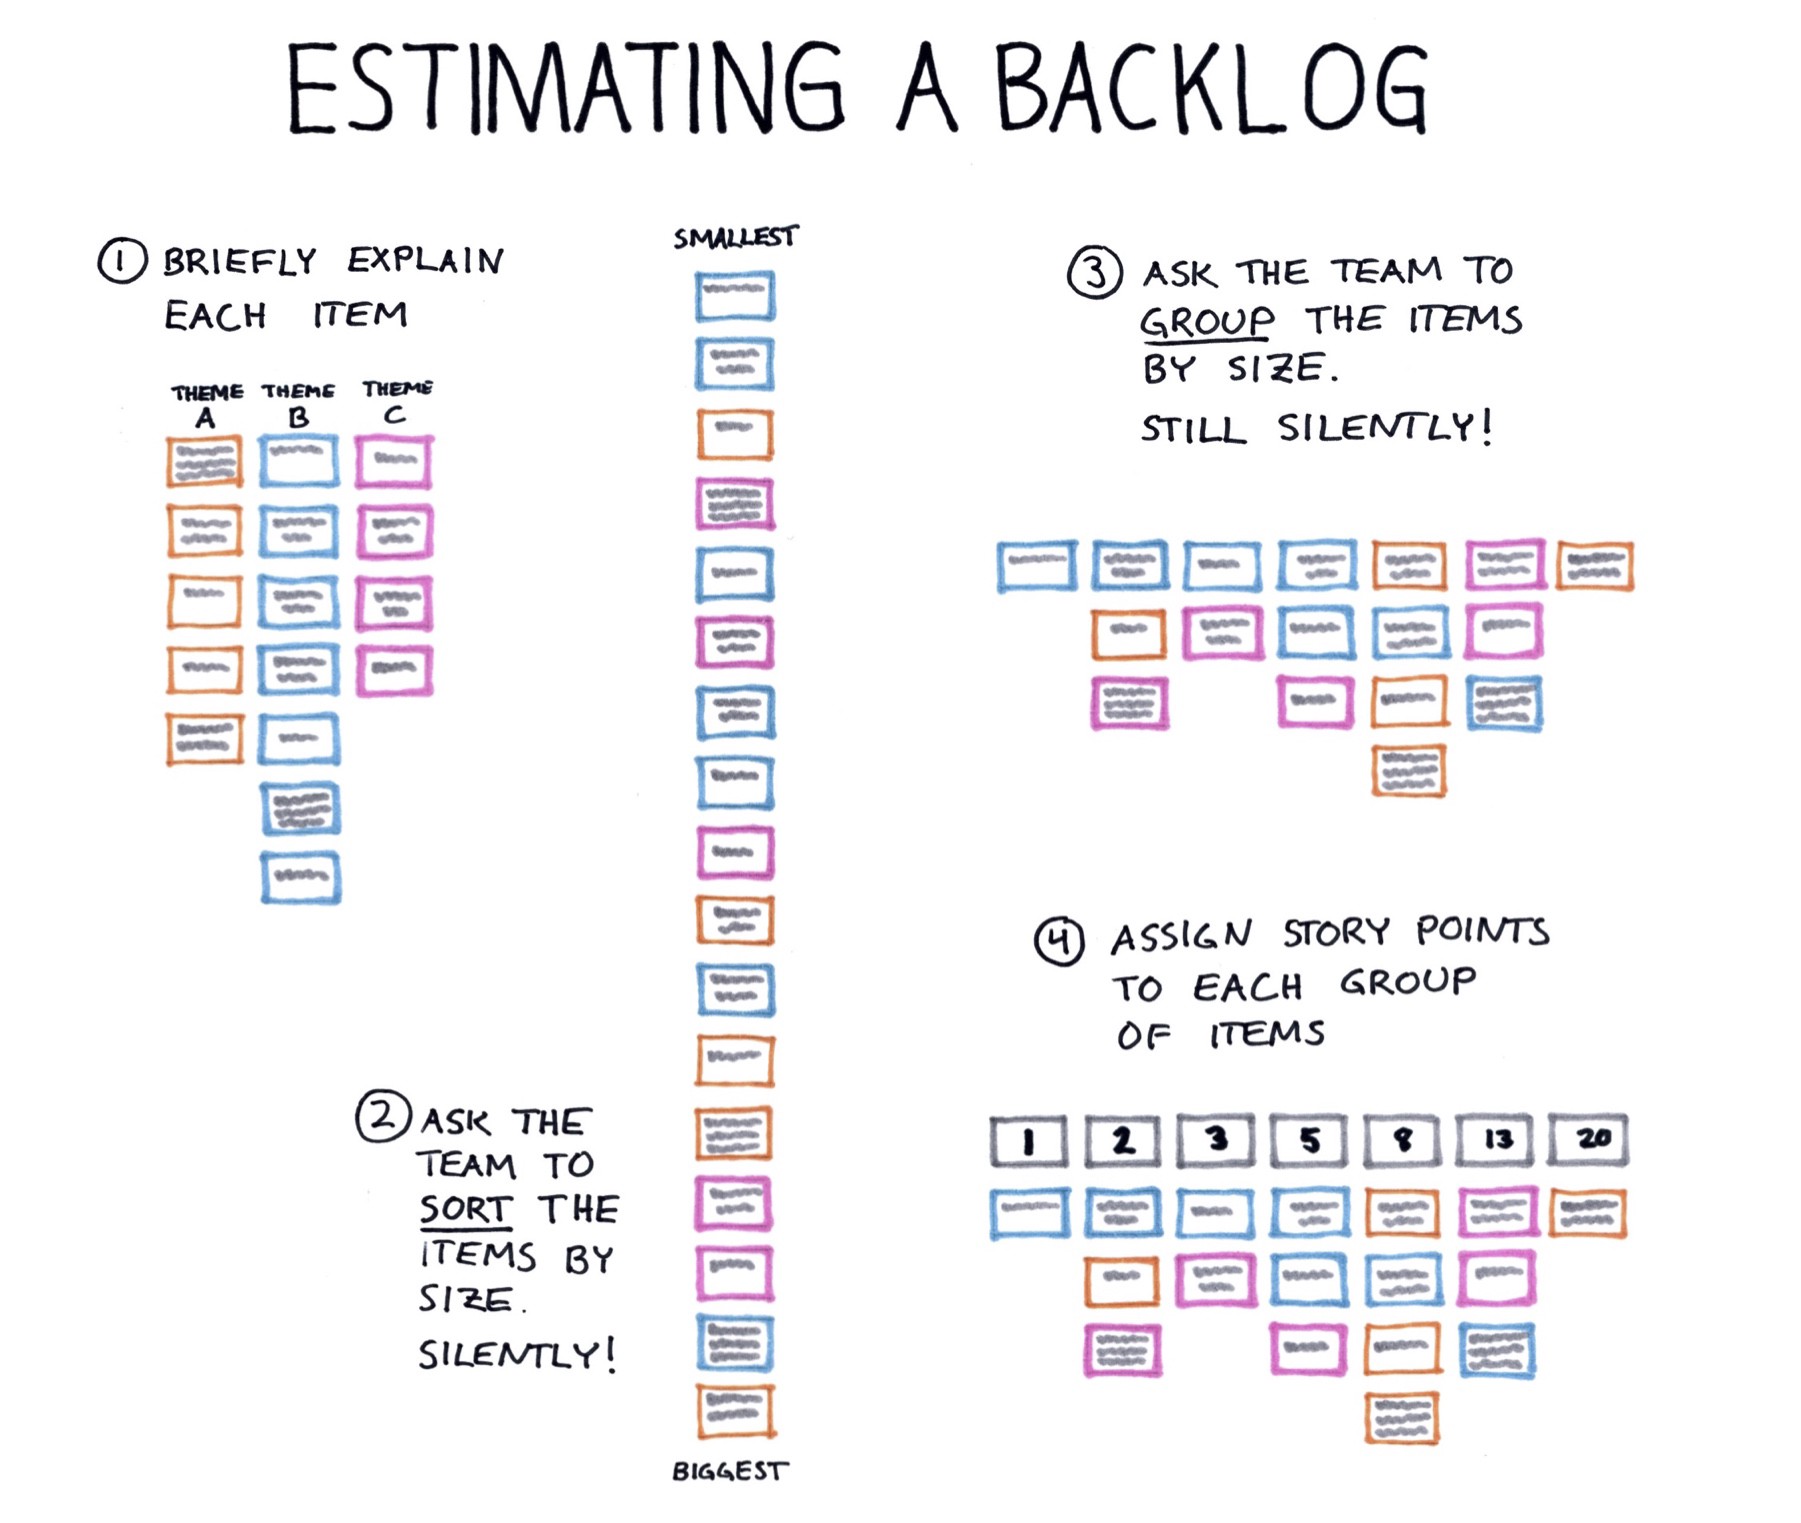 ESTIMATING A BACKLOG
1 BRIEFLY EXPLAIN
EACH ITEM
THEME A
THEME B
THEME C
SMALLEST
BIGGEST
2 ASK THE
TEAM TO
SORT THE
ITEMS BY
SIZE.
SILENTLY!
3 ASK THE TEAM TO
GROUP THE ITEMS
BY SIZE.
STILL SILENTLY!
4 ASSIGN STORY POINTS
TO EACH GROUP
OF ITEMS
1 2 3 5 8 13 20